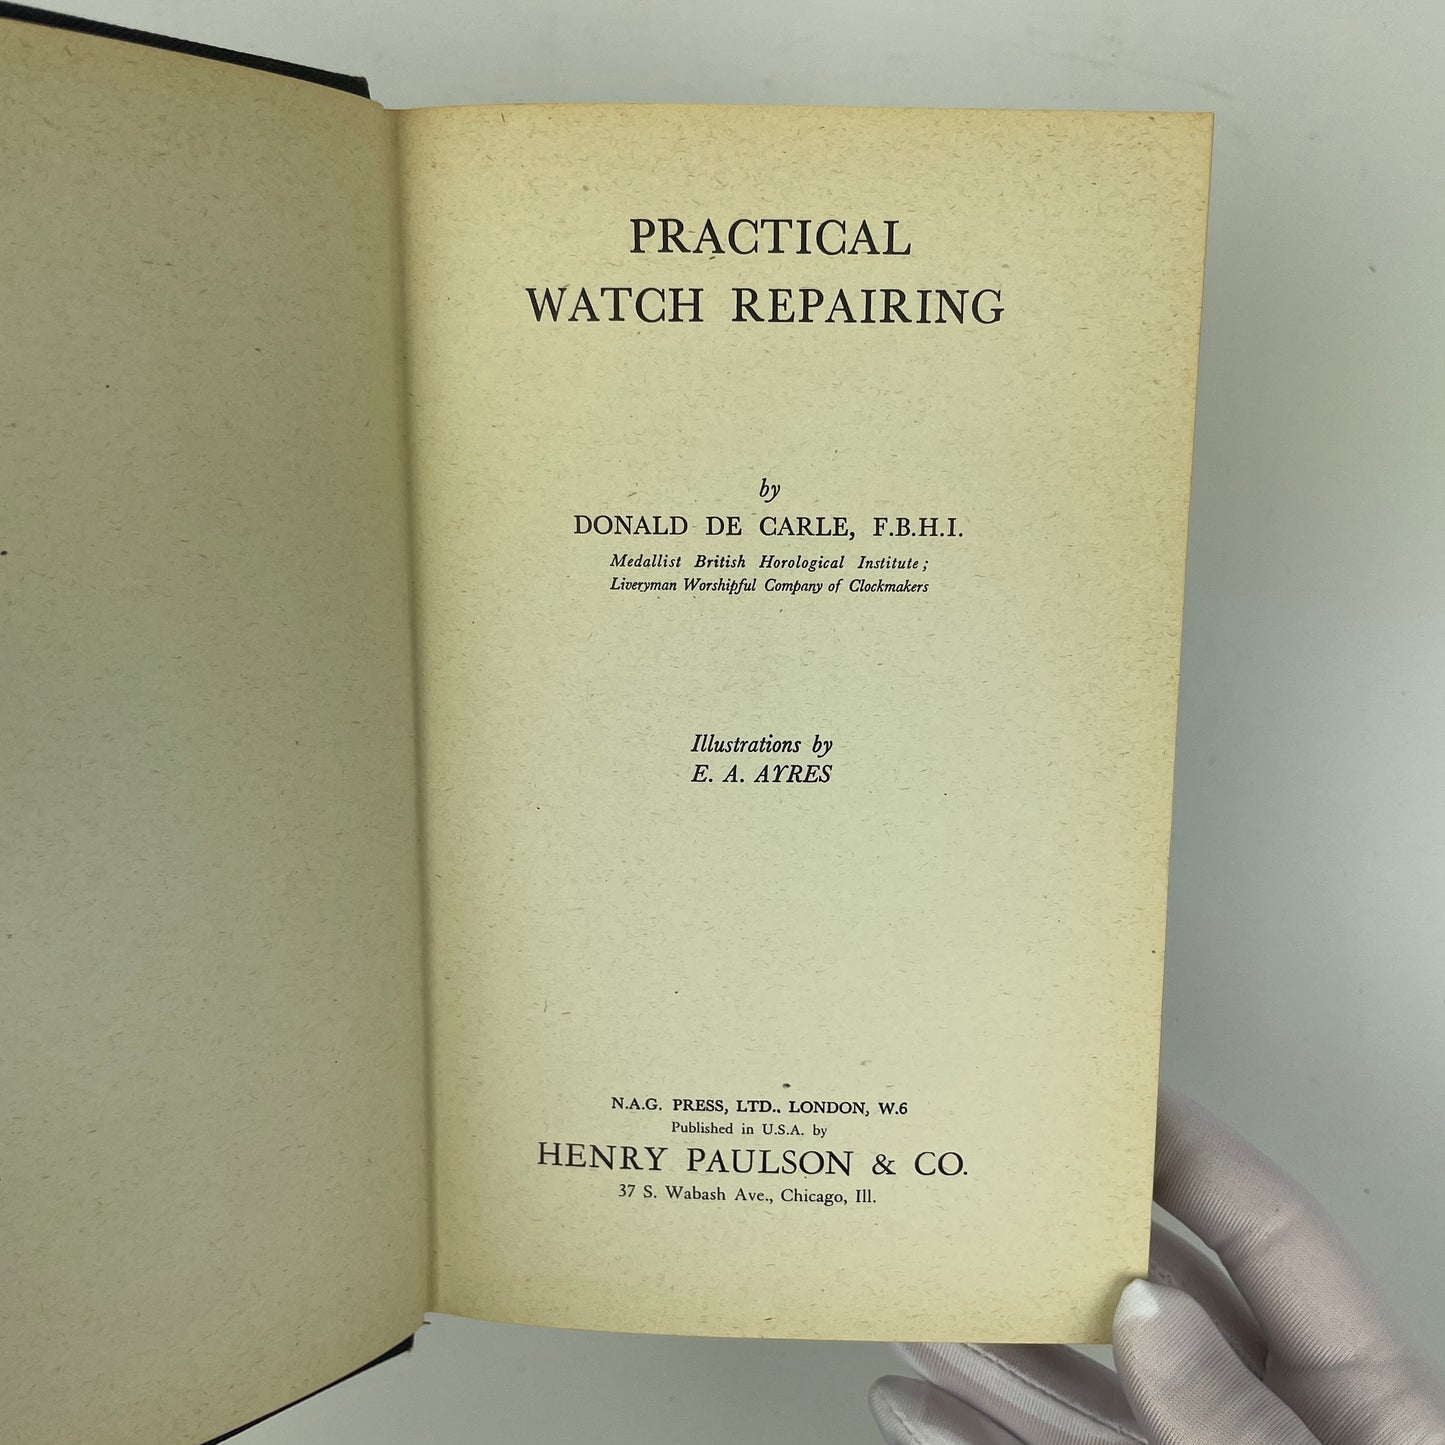 PRACTICAL
WATCH REPAIRING
by
DONALD DE CARLE, F.B.H.I.
Medallist British Horological Institute;
Liveryman Worshipful Company of Clockmakers
Illustrations by
E. A. AYRES
N.A.G. PRESS, LTD., LONDON, W.6
Published in U.S.A. by
HENRY PAULSON & CO.
37 S. Wabash Ave., Chicago, Ill.